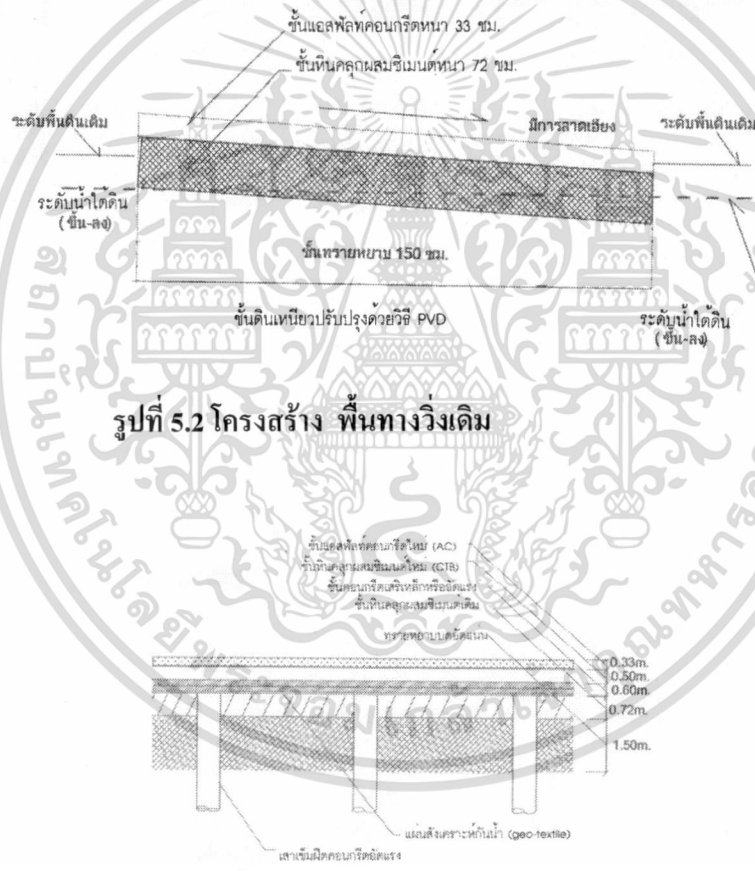 ชั้นแอสฟัลท์คอนกรีตหนา 33 ซม.
ชั้นหินคลุกผสมซิเมนต์หนา 72 ซม.
ระดับพื้นดินเดิม
มีการลาดเอียง
ระดับพื้นดินเดิม
ระดับน้ำใต้ดิน
(ขึ้น-ลง)
ชั้นทรายหยาบ 150 ซม.
ชั้นดินเหนียวปรับปรุงด้วยวิธี PVD
ระดับน้ำใต้ดิน
(ขึ้น-ลง)
รูปที่ 5.2 โครงสร้าง พื้นทางวิ่งเดิม
ชั้นแอสฟัลท์คอนกรีตใหม่ (AC)
ชั้นหินคลุกผสมซิเมนต์ใหม่ (CTB)
ชั้นคอนกรีตเสริมเหล็กหรืออัดแรง
ชั้นหินคลุกผสมซิเมนต์เดิม
ทรายหยาบบดอัดแน่น
0.33m.
0.50m.
0.60m.
0.72m.
1.50m.
แผ่นสังเคราะห์กันน้ำ (geo-textile)
เสาเข็มฝืดคอนกรีตอัดแรง